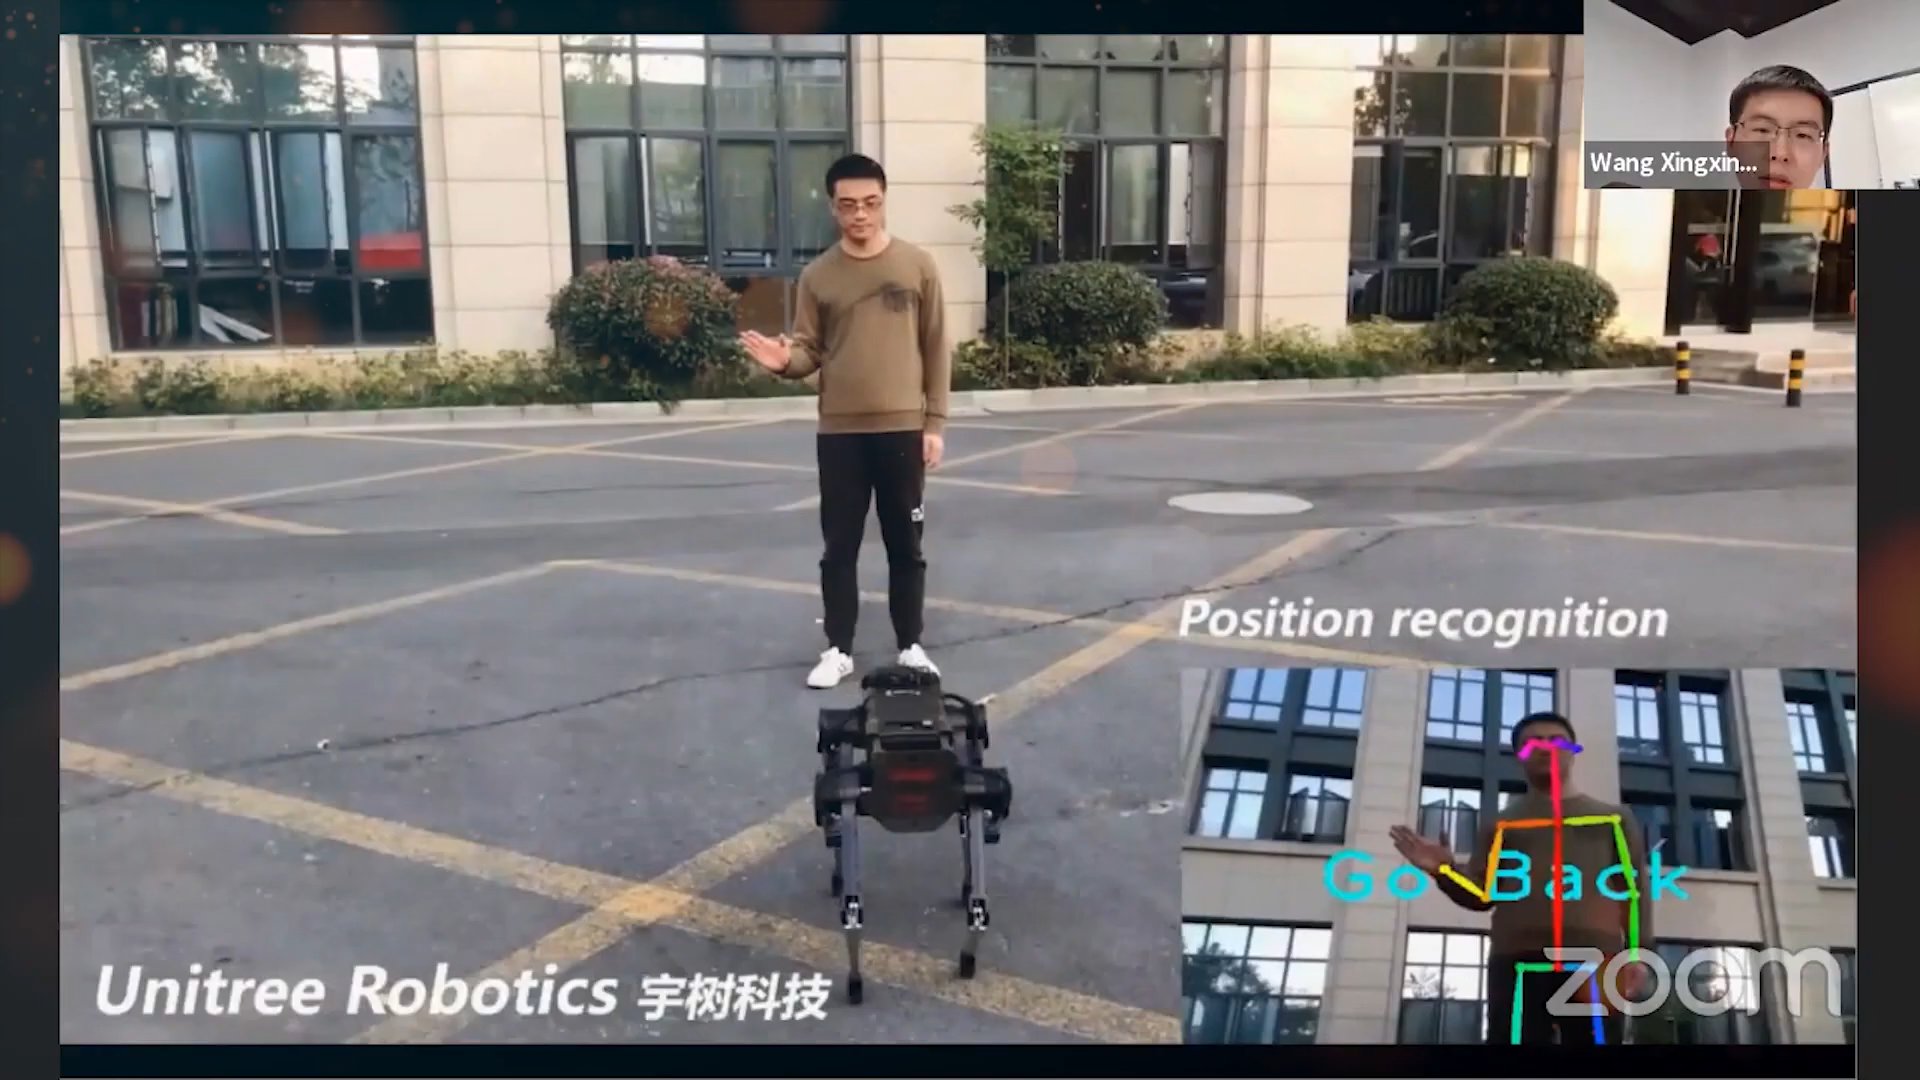 Wang Xingxin...
Position recognition
Go Back
Unitree Robotics 宇树科技
zoom